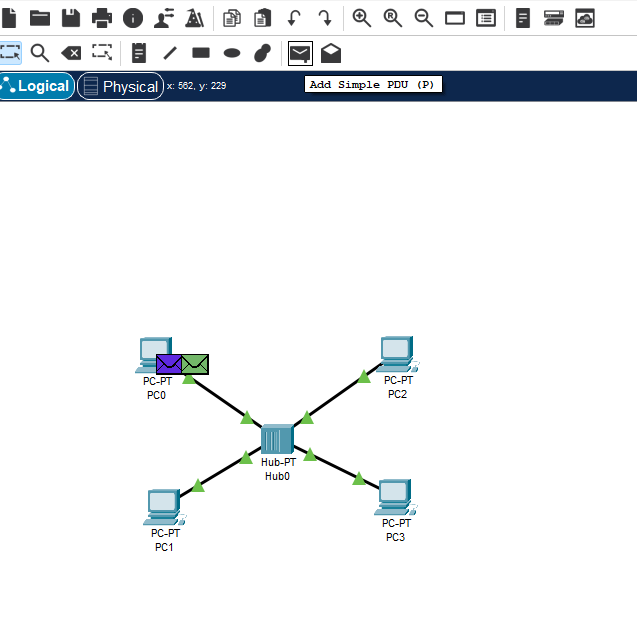 Logical Physical x: 562, y: 229 Add Simple PDU (P)
PC-PT
PC0
PC-PT
PC2
Hub-PT
Hub0
PC-PT
PC1
PC-PT
PC3